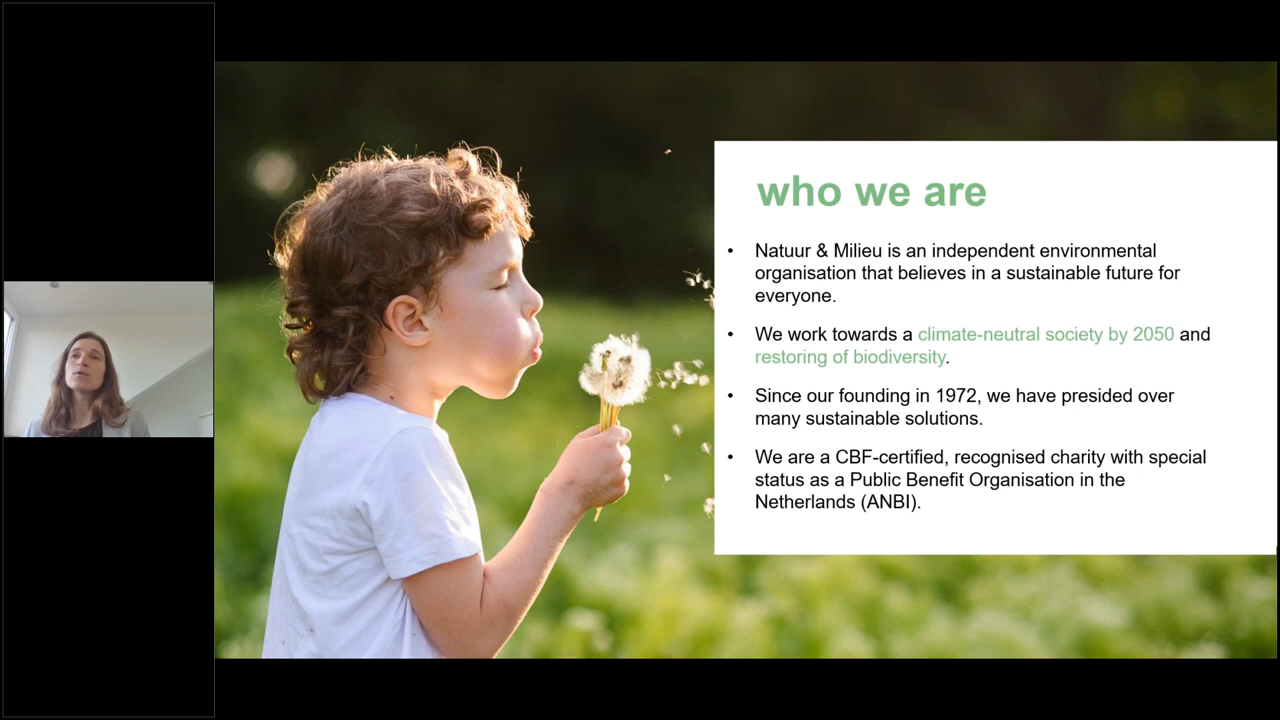 who we are
• Natuur & Milieu is an independent environmental
organisation that believes in a sustainable future for
everyone.
• We work towards a climate-neutral society by 2050 and
restoring of biodiversity.
• Since our founding in 1972, we have presided over
many sustainable solutions.
• We are a CBF-certified, recognised charity with special
status as a Public Benefit Organisation in the
Netherlands (ANBI).